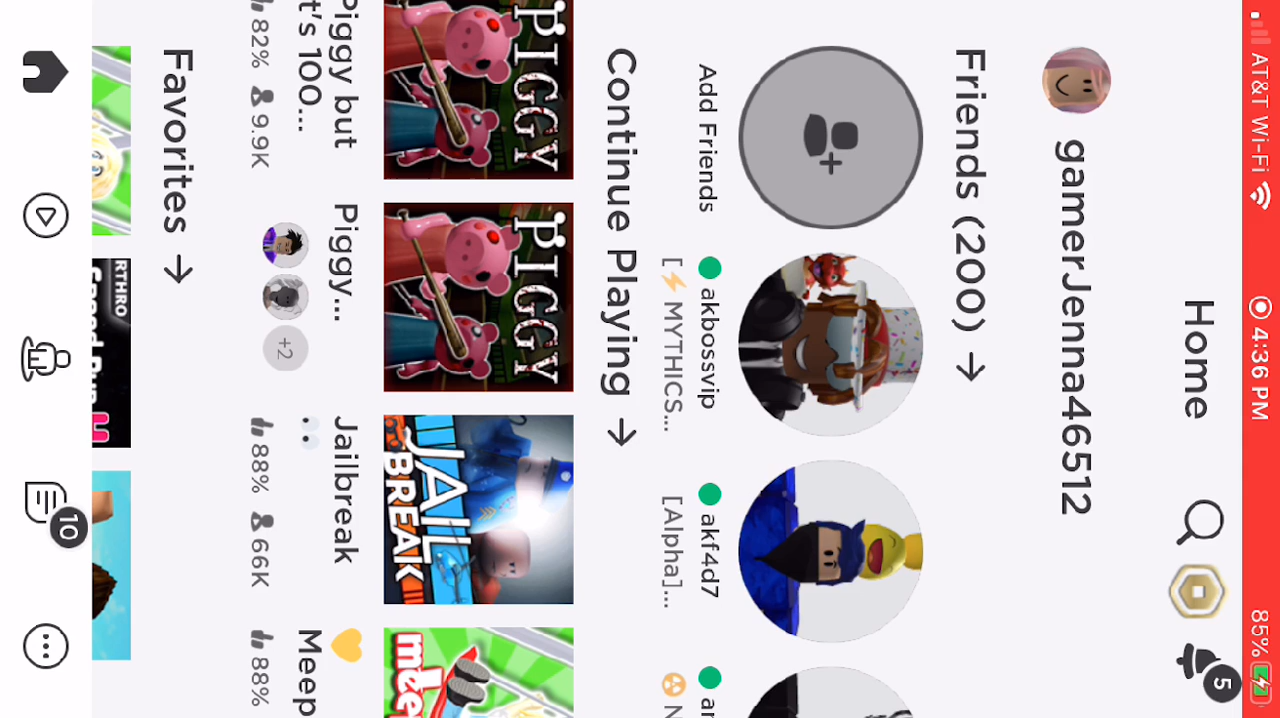 AT&T Wi-Fi 4:36 PM 85%
Home
5
gamerJenna46512
Friends (200) →
Add Friends
akbossvip
[⚡ MYTHICS...
akf4d7
[Alpha]...
Continue Playing →
PIGGY
PIGGY
JAIL
BREAK
Piggy but
t's 100...
82% 9.9K
Piggy...
+2
Jailbreak
👀
88% 66K
💛
Meep
88%
Favorites →
RTHRO
10